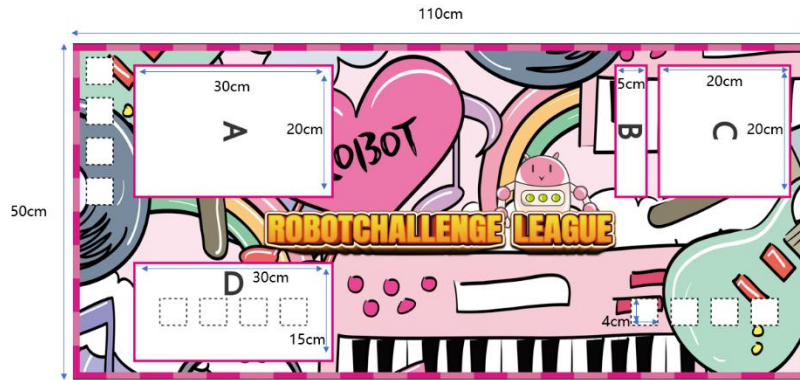 110cm
30cm
20cm
A
5cm
B
20cm
20cm
C
ROBOT
50cm
ROBOTCHALLENGE LEAGUE
D
30cm
15cm
4cm